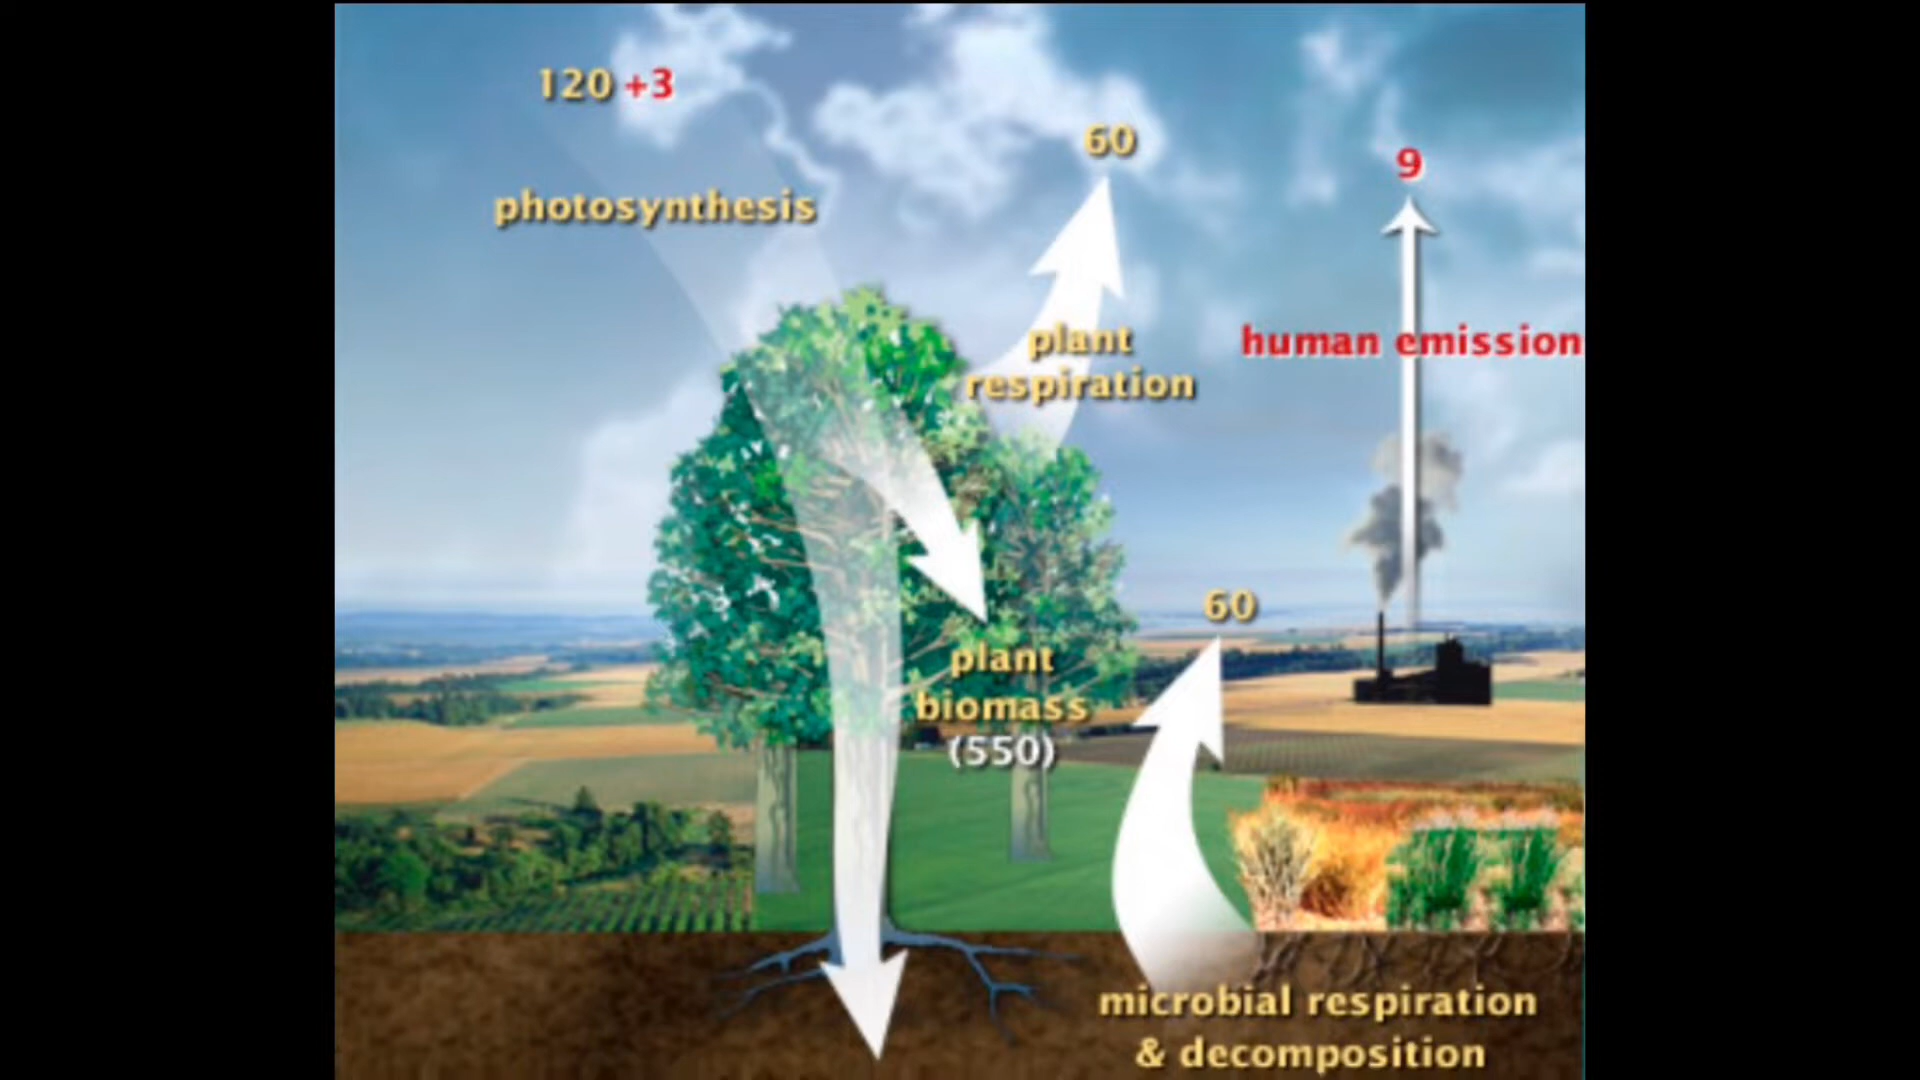 120 +3
photosynthesis
60
plant
respiration
9
human emission
plant
biomass
(550)
60
microbial respiration
& decomposition